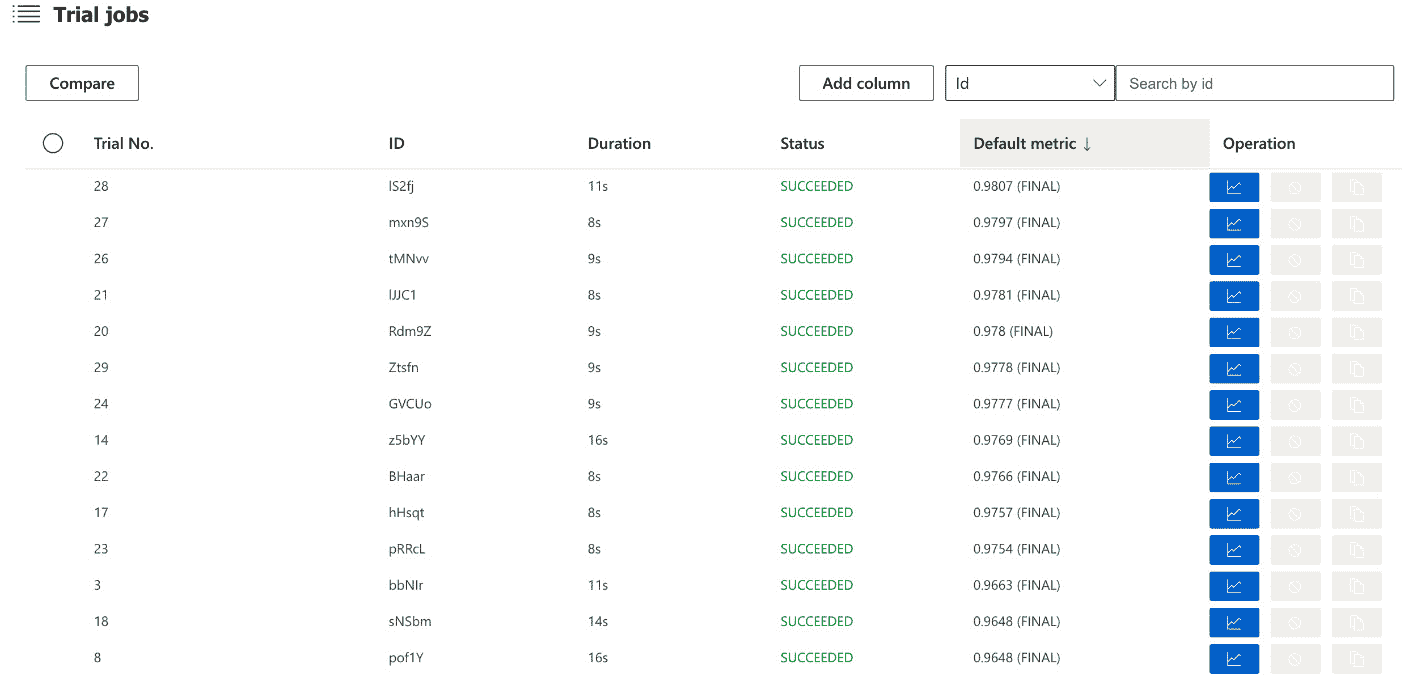 Trial jobs
Compare Add column Id Search by id
Trial No. ID Duration Status Default metric ↓ Operation
28 lS2fj 11s SUCCEEDED 0.9807 (FINAL)
27 mxn9S 8s SUCCEEDED 0.9797 (FINAL)
26 tMNvv 9s SUCCEEDED 0.9794 (FINAL)
21 lJJC1 8s SUCCEEDED 0.9781 (FINAL)
20 Rdm9Z 9s SUCCEEDED 0.978 (FINAL)
29 Ztsfn 9s SUCCEEDED 0.9778 (FINAL)
24 GVCUo 9s SUCCEEDED 0.9777 (FINAL)
14 z5bYY 16s SUCCEEDED 0.9769 (FINAL)
22 BHaar 8s SUCCEEDED 0.9766 (FINAL)
17 hHsqt 8s SUCCEEDED 0.9757 (FINAL)
23 pRRcL 8s SUCCEEDED 0.9754 (FINAL)
3 bbNIr 11s SUCCEEDED 0.9663 (FINAL)
18 sNSbm 14s SUCCEEDED 0.9648 (FINAL)
8 pof1Y 16s SUCCEEDED 0.9648 (FINAL)